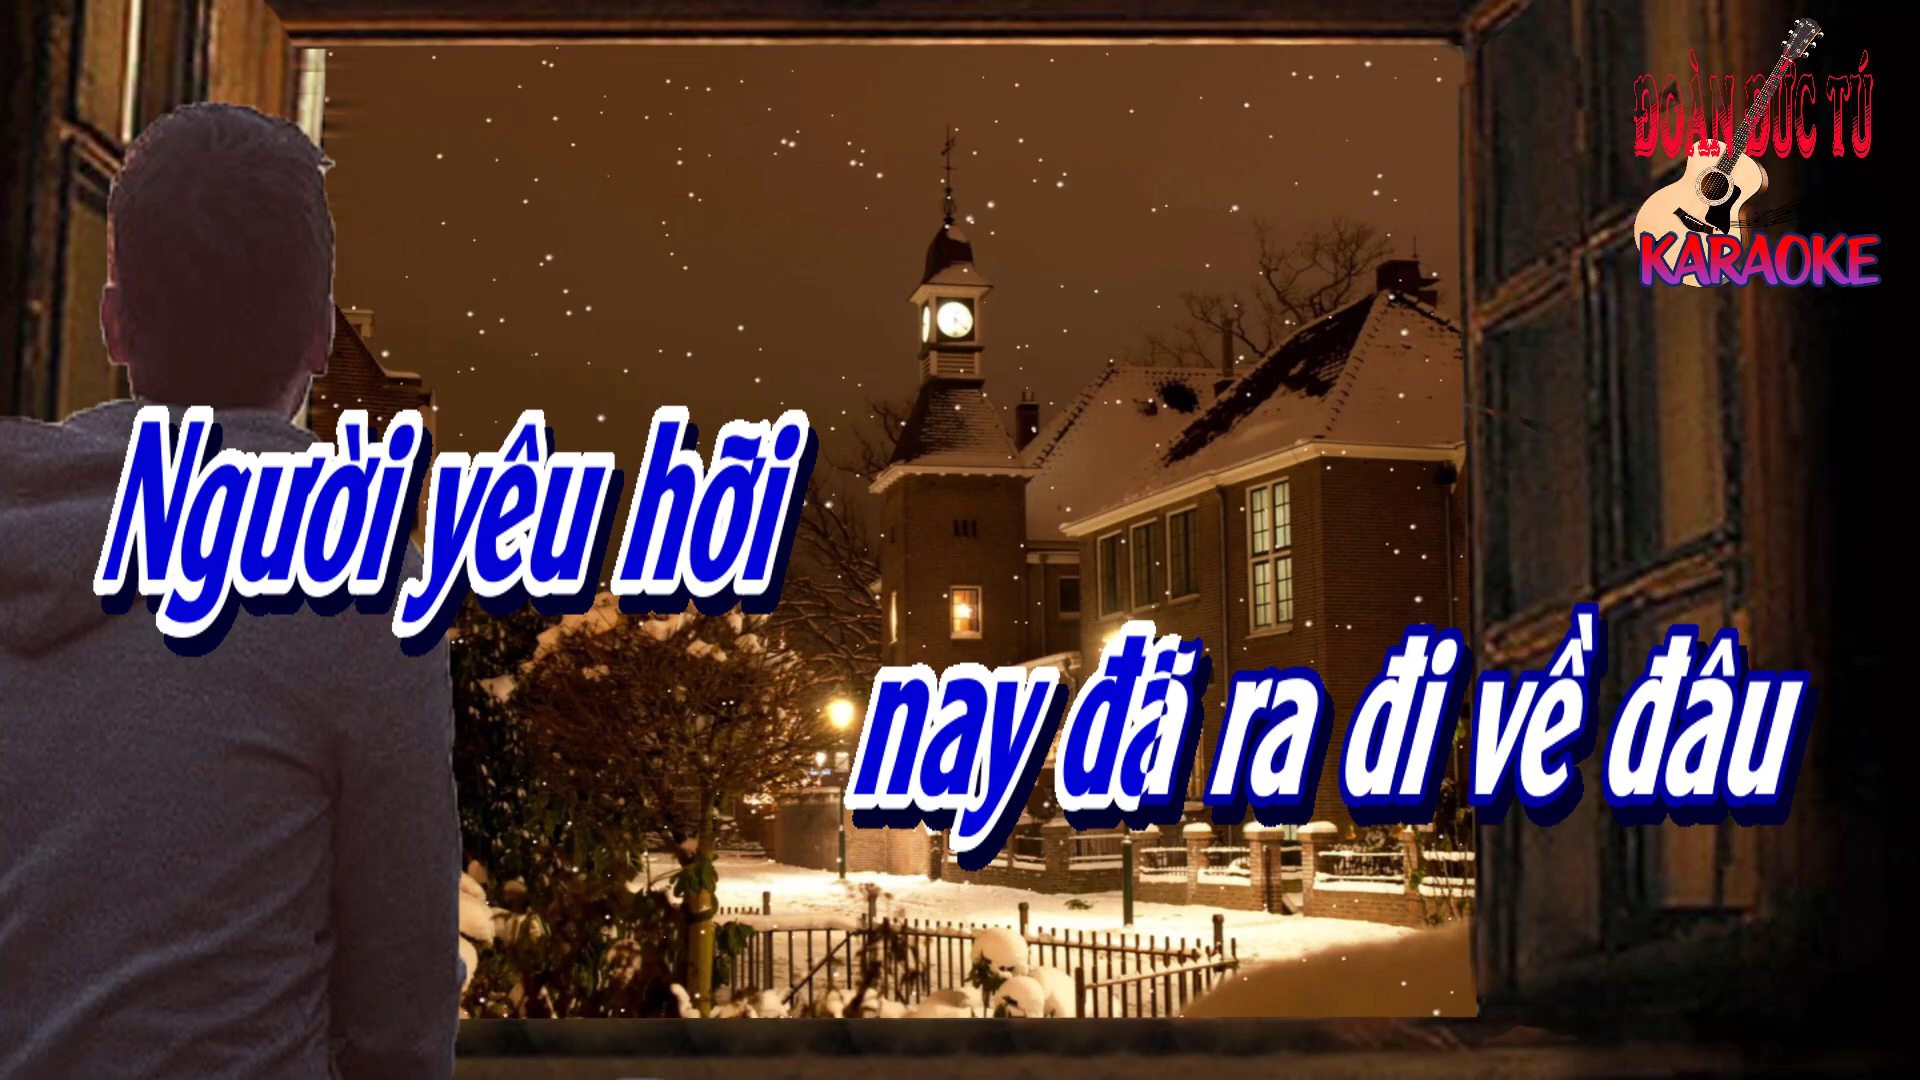 ĐOÀN ĐỨC TÚ
KARAOKE
Người yêu hỡi
nay đã ra đi về đâu